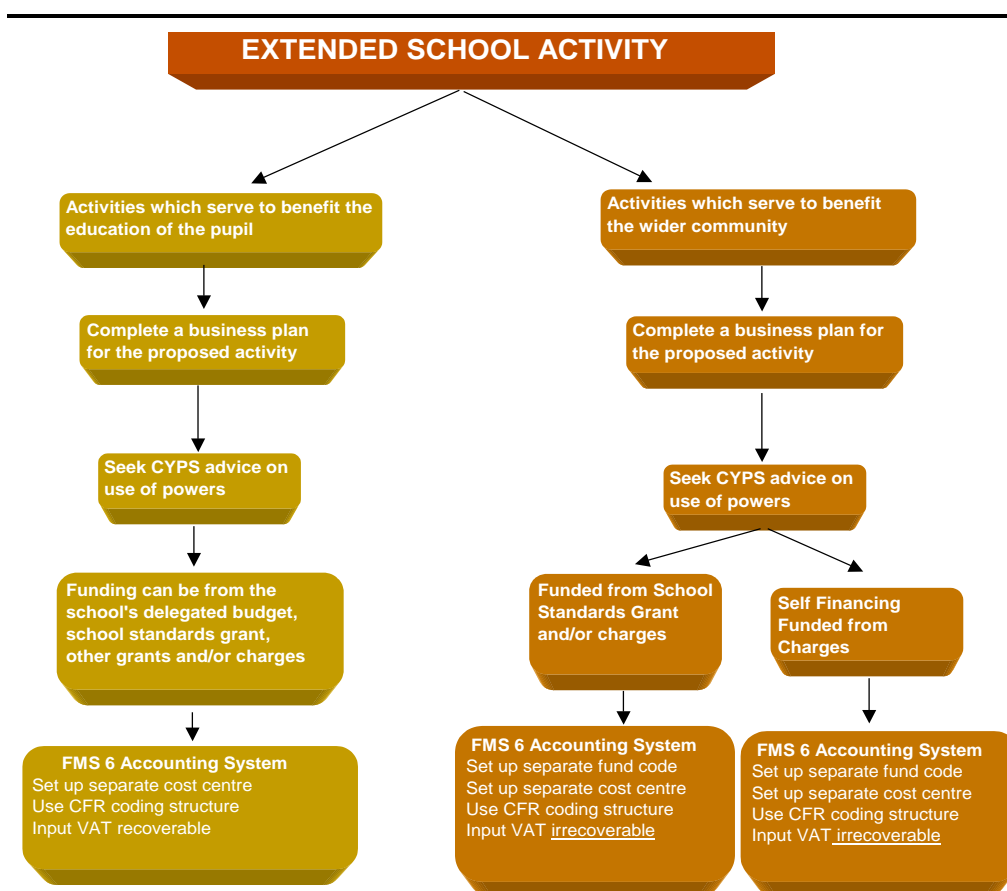 EXTENDED SCHOOL ACTIVITY
Activities which serve to benefit the
education of the pupil
Activities which serve to benefit
the wider community
Complete a business plan
for the proposed activity
Complete a business plan for
the proposed activity
Seek CYPS advice on
use of powers
Seek CYPS advice on
use of powers
Funding can be from the
school's delegated budget,
school standards grant,
other grants and/or charges
Funded from School
Standards Grant
and/or charges
Self Financing
Funded from
Charges
FMS 6 Accounting System
Set up separate cost centre
Use CFR coding structure
Input VAT recoverable
FMS 6 Accounting System
Set up separate fund code
Set up separate cost centre
Use CFR coding structure
Input VAT irrecoverable
FMS 6 Accounting System
Set up separate fund code
Set up separate cost centre
Use CFR coding structure
Input VAT irrecoverable